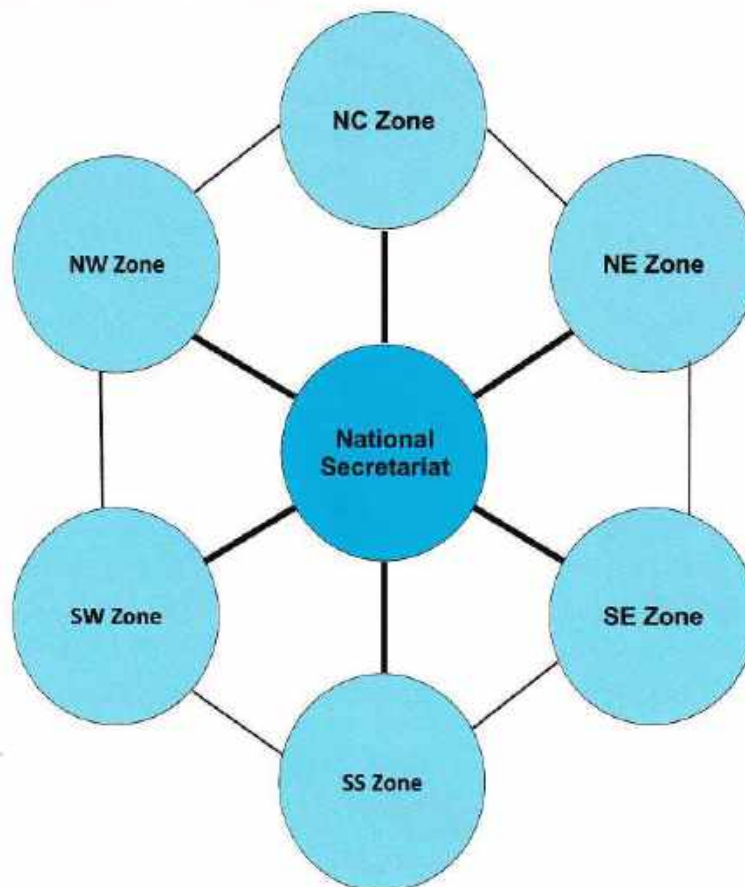 NC Zone
NW Zone
NE Zone
National
Secretariat
SW Zone
SE Zone
SS Zone